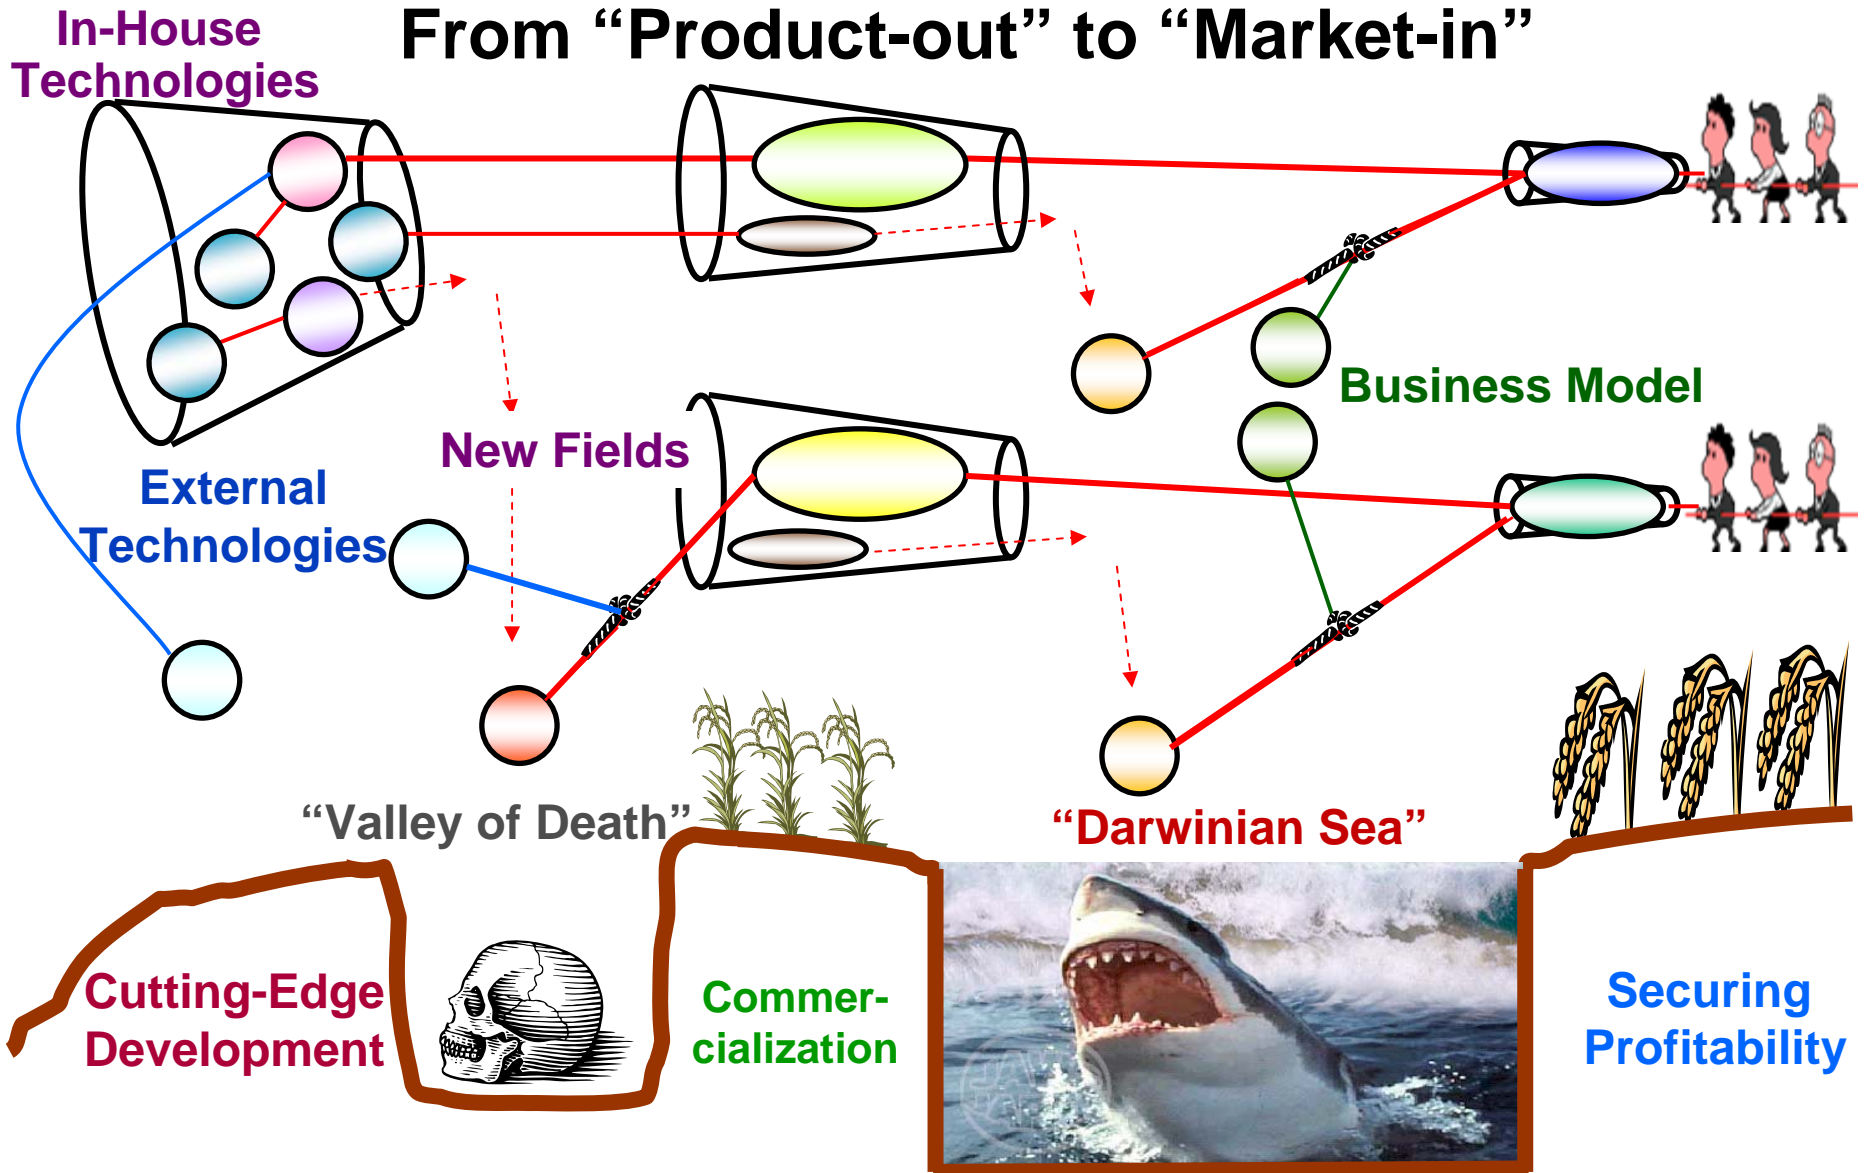 From “Product-out” to “Market-in”
In-House
Technologies
Business Model
New Fields
External
Technologies
“Valley of Death”
“Darwinian Sea”
Cutting-Edge
Development
Commer-
cialization
Securing
Profitability